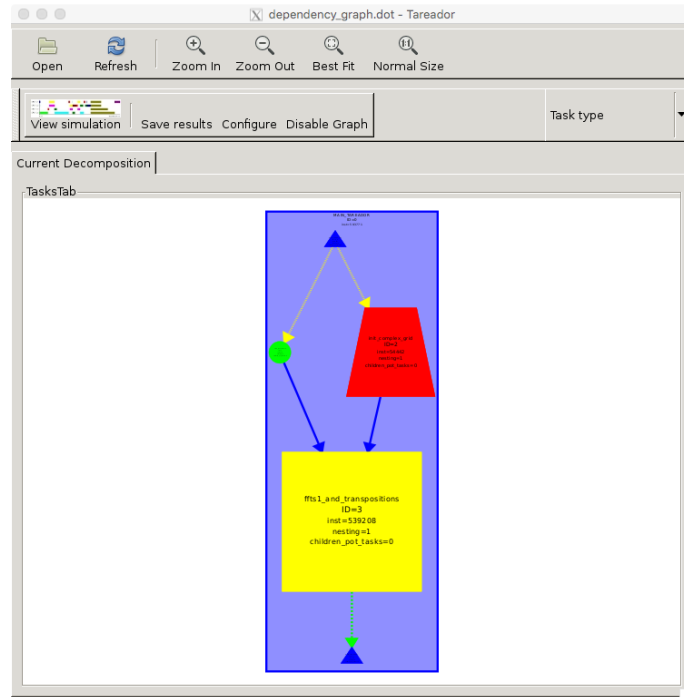 dependency_graph.dot - Tareador
Open Refresh Zoom In Zoom Out Best Fit Normal Size
View simulation Save results Configure Disable Graph Task type
Current Decomposition
TasksTab
ffts1_and_transpositions
ID=3
inst=539208
nesting=1
children_pot_tasks=0